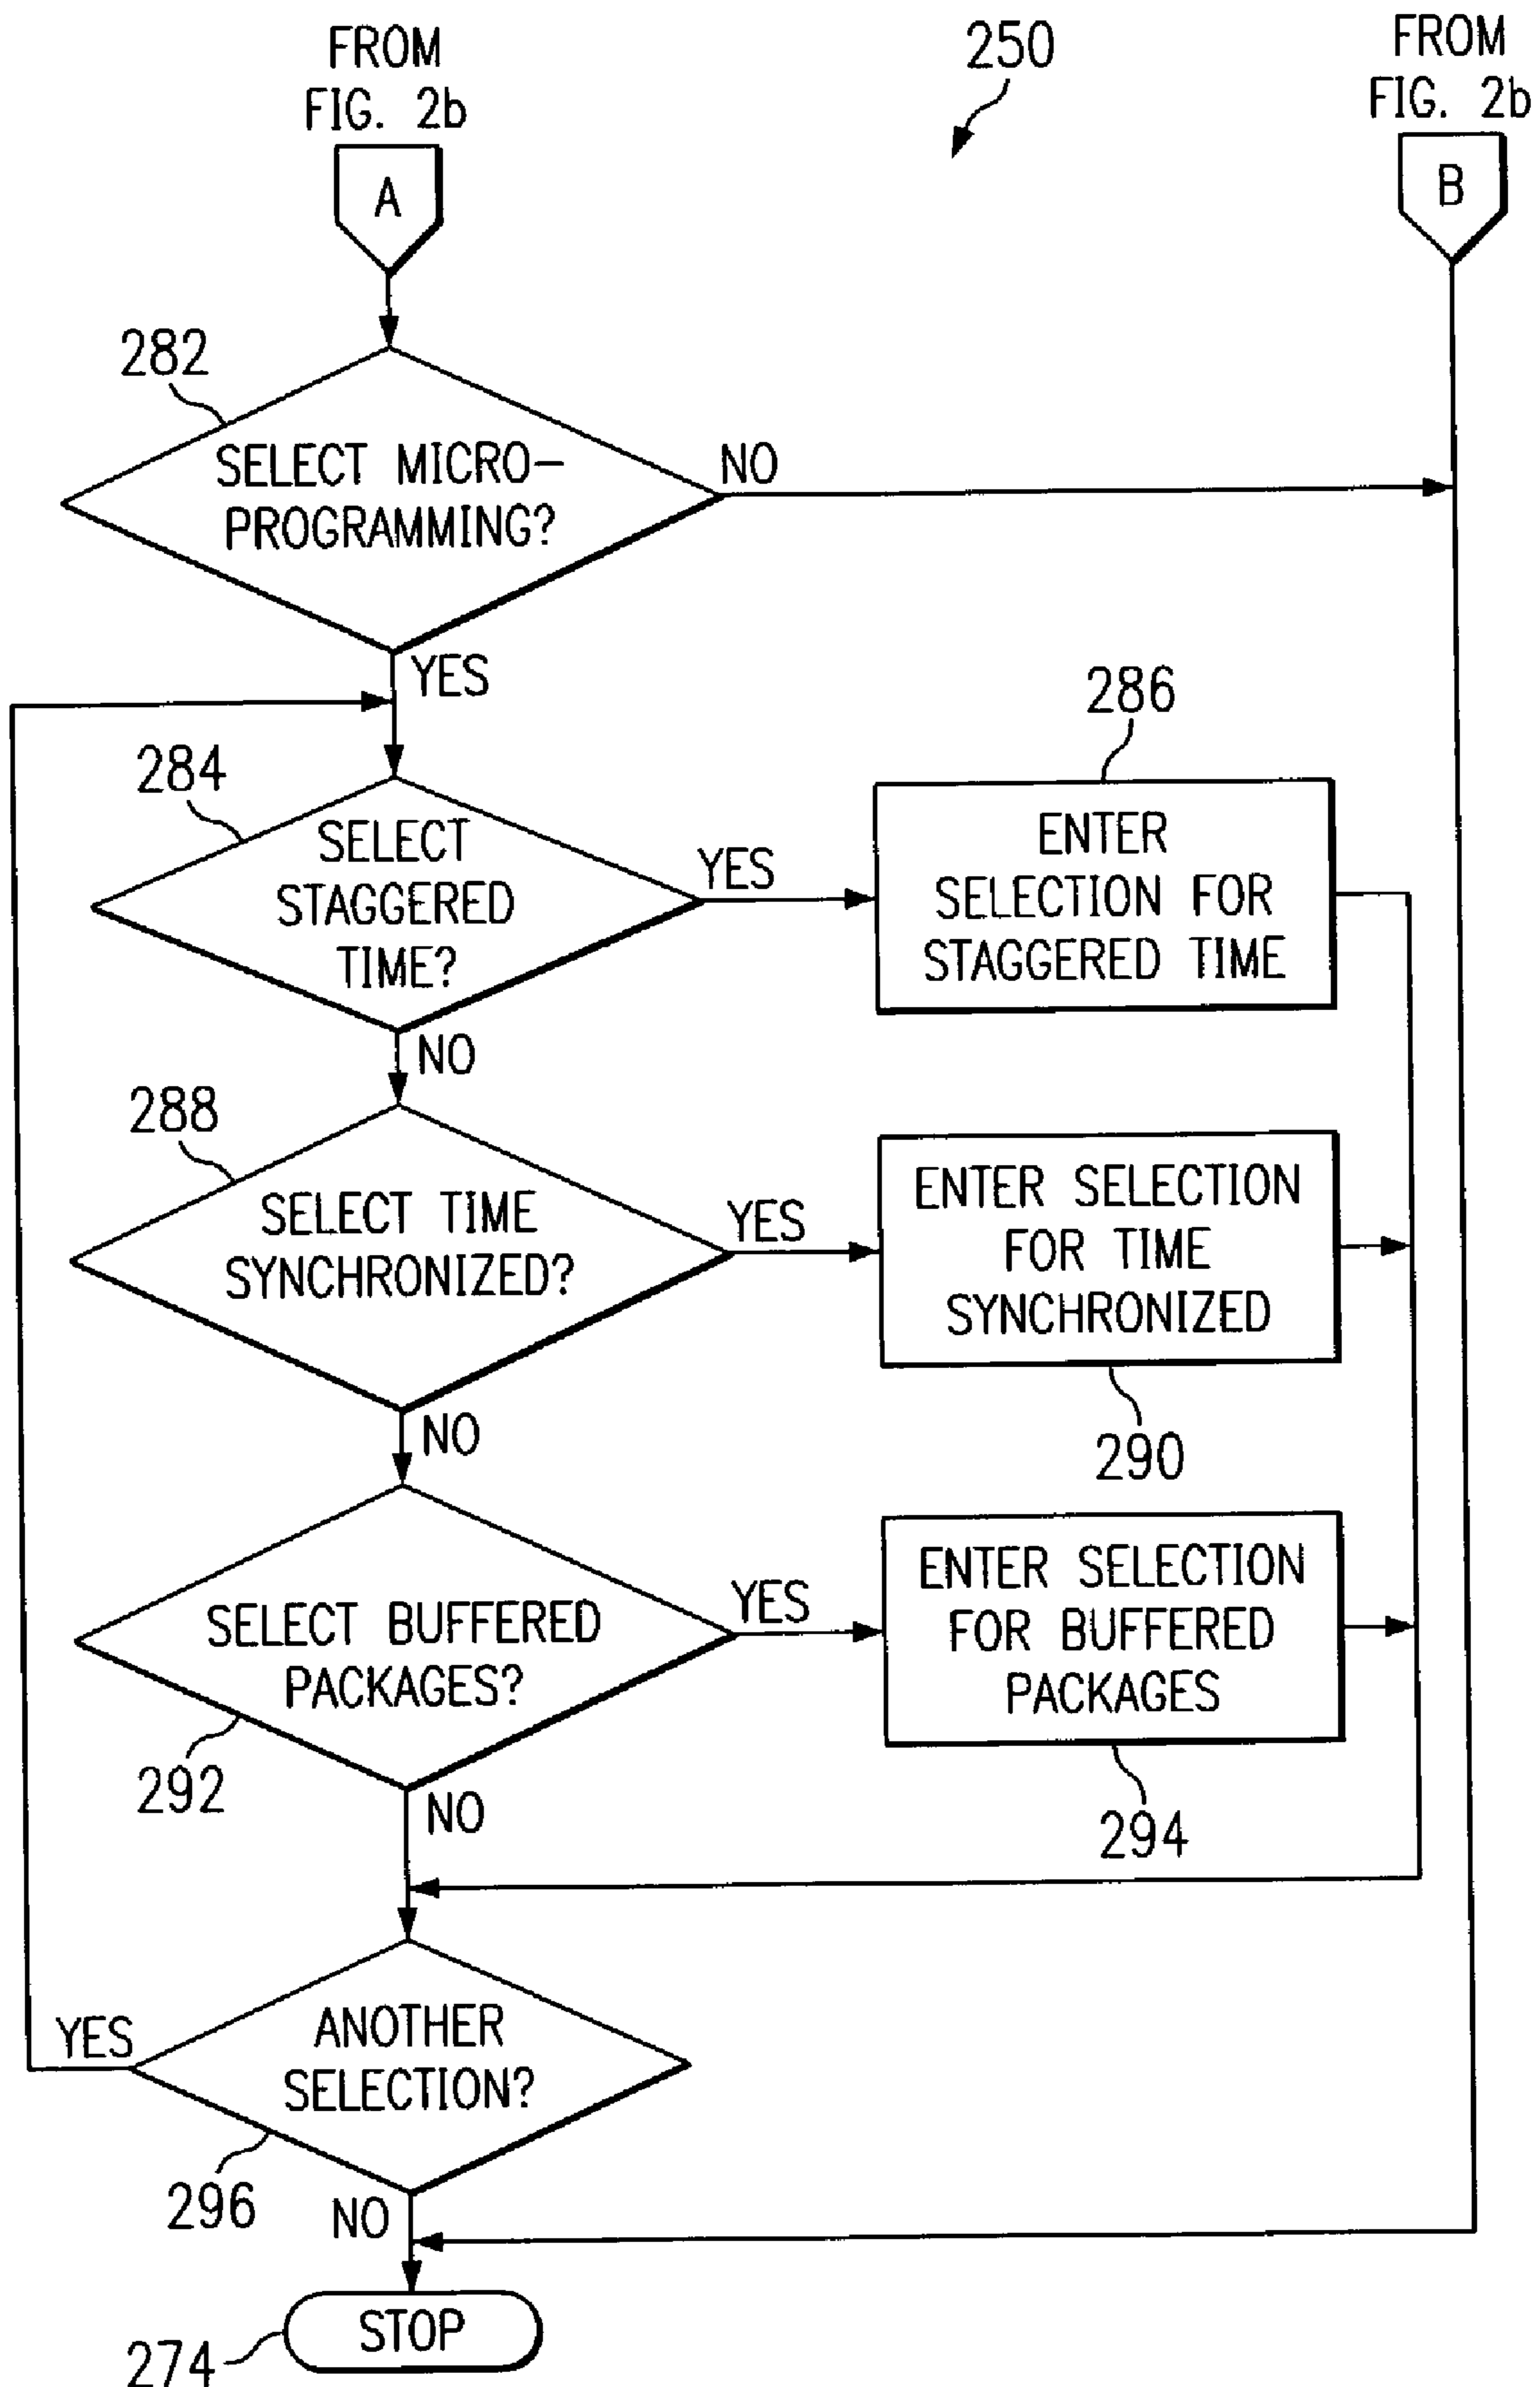 FROM
FIG. 2b
A
250
FROM
FIG. 2b
B
282
SELECT MICRO-
PROGRAMMING?
NO
YES
284
SELECT
STAGGERED
TIME?
YES
286
ENTER
SELECTION FOR
STAGGERED TIME
NO
288
SELECT TIME
SYNCHRONIZED?
YES
ENTER SELECTION
FOR TIME
SYNCHRONIZED
290
NO
SELECT BUFFERED
PACKAGES?
292
YES
ENTER SELECTION
FOR BUFFERED
PACKAGES
294
NO
ANOTHER
SELECTION?
YES
296
NO
STOP
274